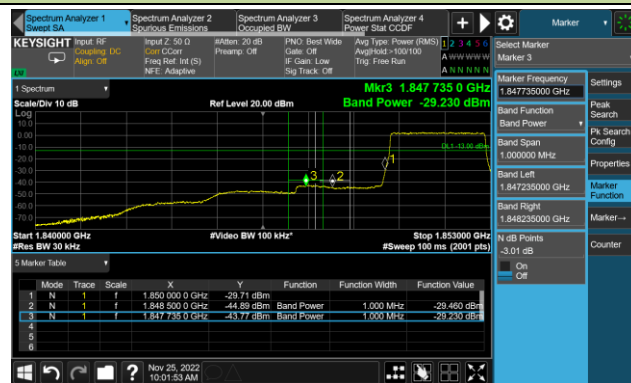 Spectrum Analyzer 1
Swept SA
Spectrum Analyzer 2
Spurious Emissions
Spectrum Analyzer 3
Occupied BW
Spectrum Analyzer 4
Power Stat CCDF
Marker
KEYSIGHT
Input: RF
Coupling: DC
Align: Off
Input Z: 50 Ω
Corr CCorr
Freq Ref: Int (S)
NFE: Adaptive
#Atten: 20 dB
Preamp: Off
PNO: Best Wide
Gate: Off
IF Gain: Low
Sig Track: Off
Avg Type: Power (RMS)
Avg|Hold:>100/100
Trig: Free Run
1 2 3 4 5 6
A W W W W W
A N N N N N
Select Marker
Marker 3
1 Spectrum
Mkr3 1.847 735 0 GHz
Scale/Div 10 dB
Ref Level 20.00 dBm
Band Power -29.230 dBm
Log
10.0
0.00
-10.0
-20.0
-30.0
-40.0
-50.0
-60.0
-70.0
DL1 -13.00 dBm
1
2
3
Start 1.840000 GHz
#Video BW 100 kHz*
Stop 1.853000 GHz
#Res BW 30 kHz
#Sweep 100 ms (2001 pts)
Marker Frequency
1.847735000 GHz
Band Function
Band Power
Band Span
1.000000 MHz
Band Left
1.847235000 GHz
Band Right
1.848235000 GHz
N dB Points
-3.01 dB
On
Off
Settings
Peak
Search
Pk Search
Config
Properties
Marker
Function
Marker→
Counter
5 Marker Table
Mode Trace Scale X Y Function Function Width Function Value
1 N 1 f 1.850 000 0 GHz -29.71 dBm
2 N 1 f 1.848 500 0 GHz -44.89 dBm Band Power 1.000 MHz -29.460 dBm
3 N 1 f 1.847 735 0 GHz -43.77 dBm Band Power 1.000 MHz -29.230 dBm
4
5
6
Nov 25, 2022
10:01:53 AM